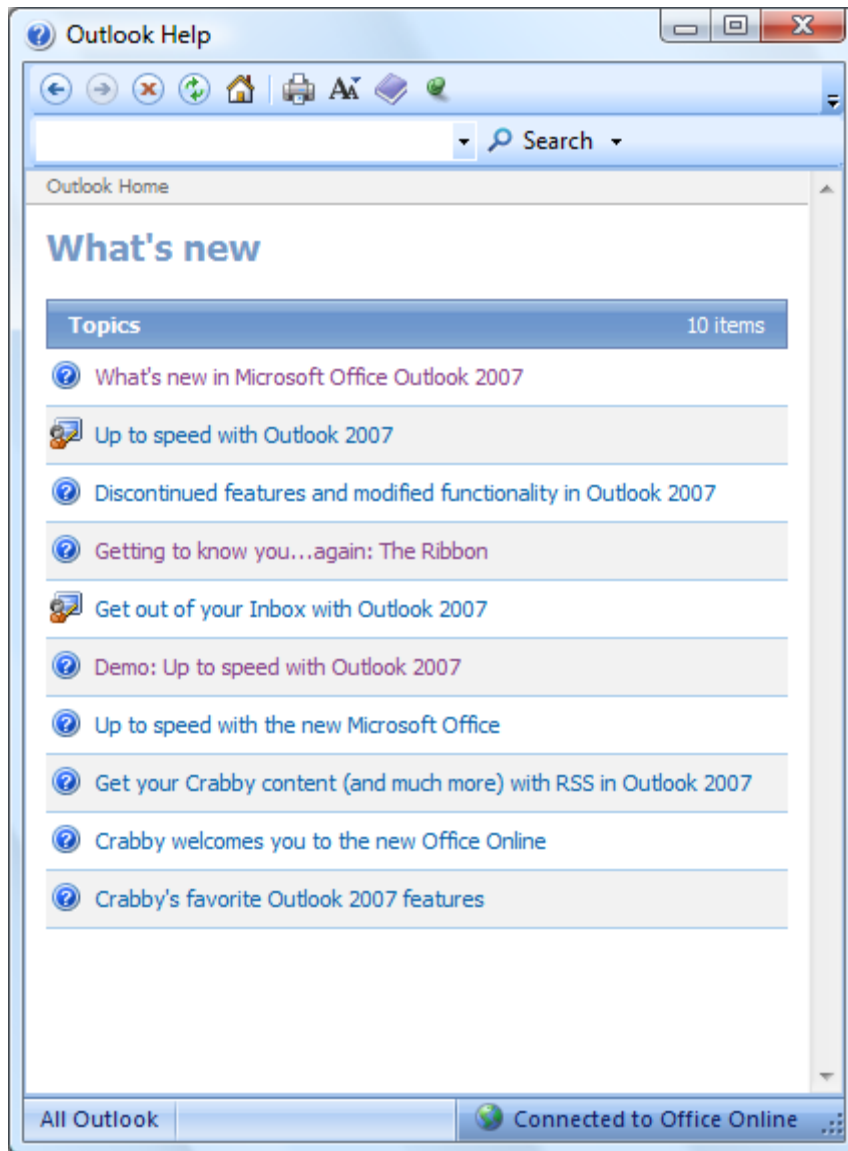 Outlook Help
Search
Outlook Home
What's new
Topics 10 items
What's new in Microsoft Office Outlook 2007
Up to speed with Outlook 2007
Discontinued features and modified functionality in Outlook 2007
Getting to know you...again: The Ribbon
Get out of your Inbox with Outlook 2007
Demo: Up to speed with Outlook 2007
Up to speed with the new Microsoft Office
Get your Crabby content (and much more) with RSS in Outlook 2007
Crabby welcomes you to the new Office Online
Crabby's favorite Outlook 2007 features
All Outlook Connected to Office Online